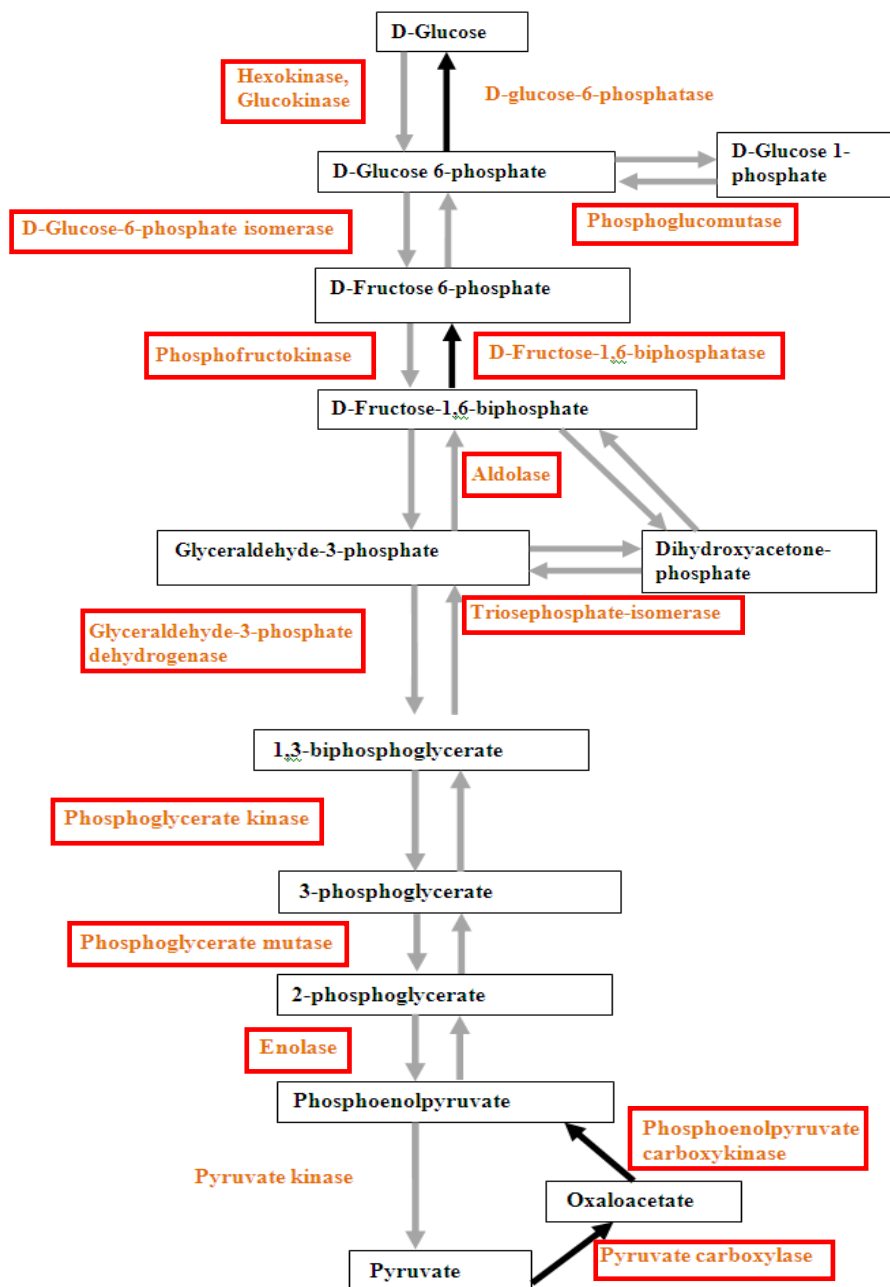 D-Glucose
Hexokinase,
Glucokinase
D-glucose-6-phosphatase
D-Glucose 6-phosphate
D-Glucose 1-
phosphate
D-Glucose-6-phosphate isomerase
Phosphoglucomutase
D-Fructose 6-phosphate
Phosphofructokinase
D-Fructose-1,6-biphosphatase
D-Fructose-1,6-biphosphate
Aldolase
Glyceraldehyde-3-phosphate
Dihydroxyacetone-
phosphate
Triosephosphate-isomerase
Glyceraldehyde-3-phosphate
dehydrogenase
1,3-biphosphoglycerate
Phosphoglycerate kinase
3-phosphoglycerate
Phosphoglycerate mutase
2-phosphoglycerate
Enolase
Phosphoenolpyruvate
Phosphoenolpyruvate
carboxykinase
Pyruvate kinase
Oxaloacetate
Pyruvate carboxylase
Pyruvate